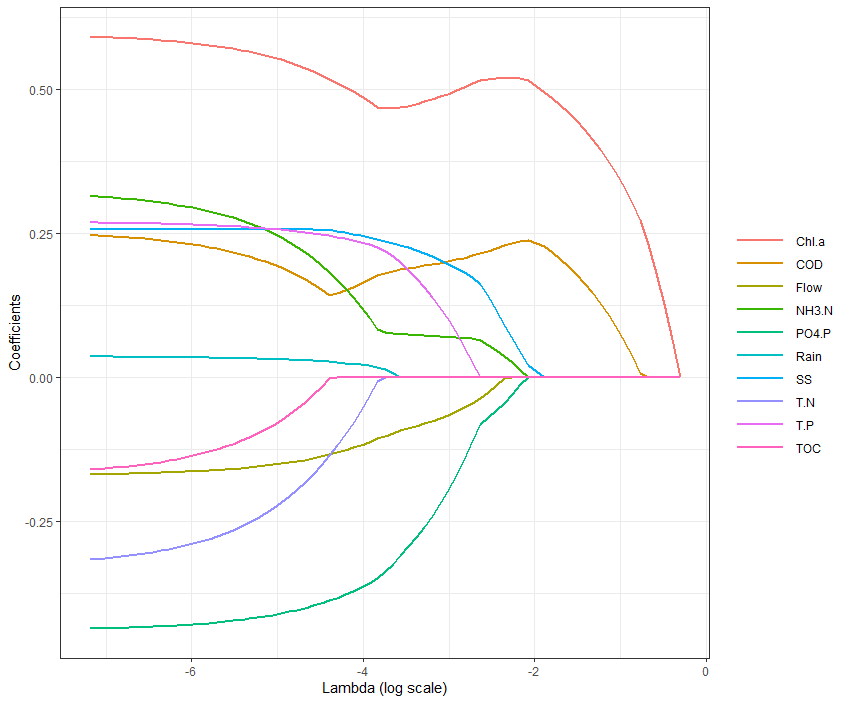 Coefficients
0.50
0.25
0.00
-0.25
-6
-4
-2
0
Lambda (log scale)
Chl.a
COD
Flow
NH3.N
PO4.P
Rain
SS
T.N
T.P
TOC